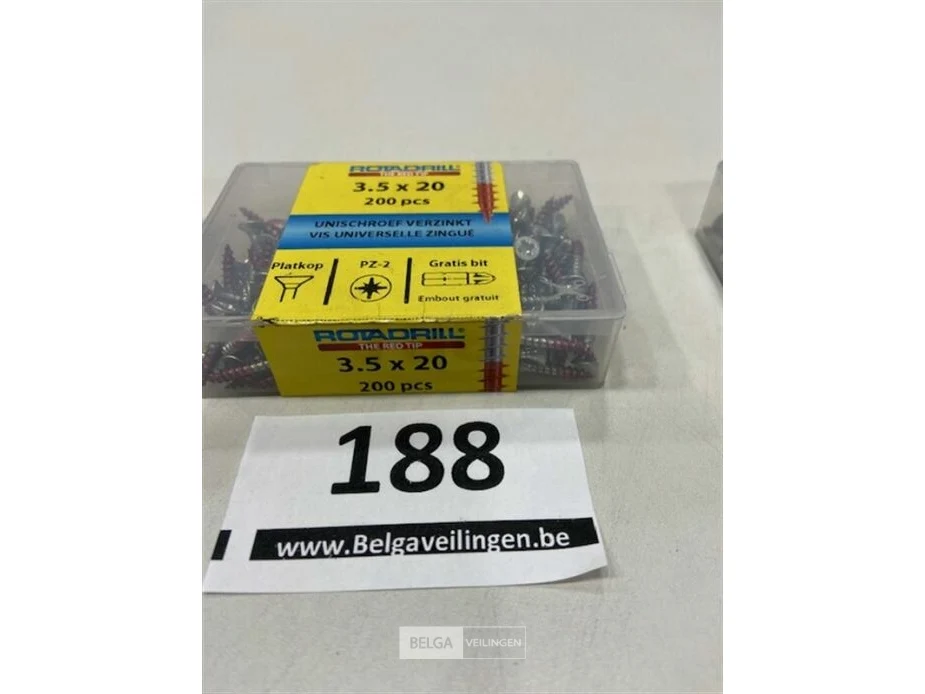 ROTADRILL
THE RED TIP
3.5 x 20
200 pcs
UNISCHROEF VERZINKT
VIS UNIVERSELLE ZINGUÉ
Platkop
PZ-2
Gratis bit
Embout gratuit
ROTADRILL
THE RED TIP
3.5 x 20
200 pcs
188
www.Belgaveilingen.be
BELGA VEILINGEN